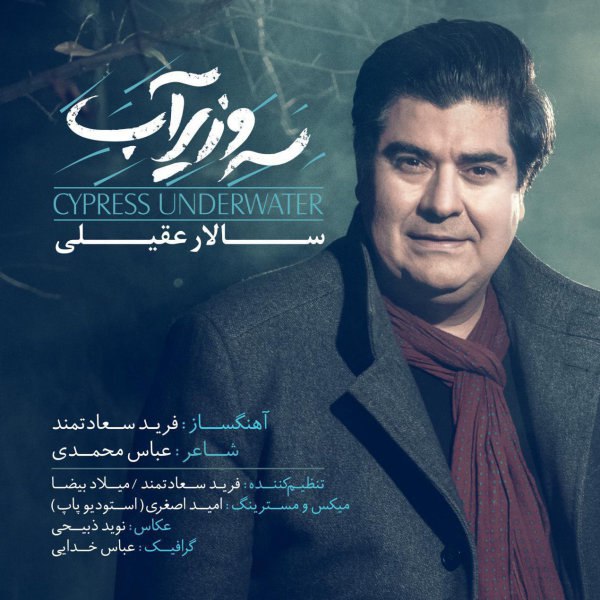 سرو زیر آب
CYPRESS UNDERWATER
سالار عقیلی
آهنگساز : فرید سعادتمند
شاعر : عباس محمدی
تنظیم‌کننده : فرید سعادتمند / میلاد بیضا
میکس و مسترینگ : امید اصغری ( استودیو پاپ )
عکاس : نوید ذبیحی
گرافیک : عباس خدایی